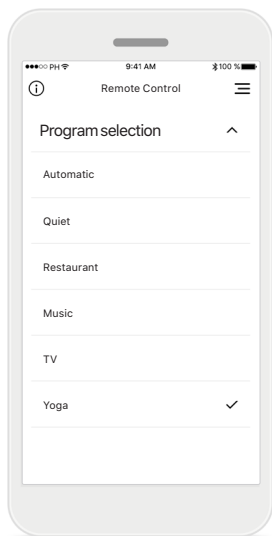 ●●●○○ PH 9:41 AM 100 %
Remote Control
Program selection
Automatic
Quiet
Restaurant
Music
TV
Yoga